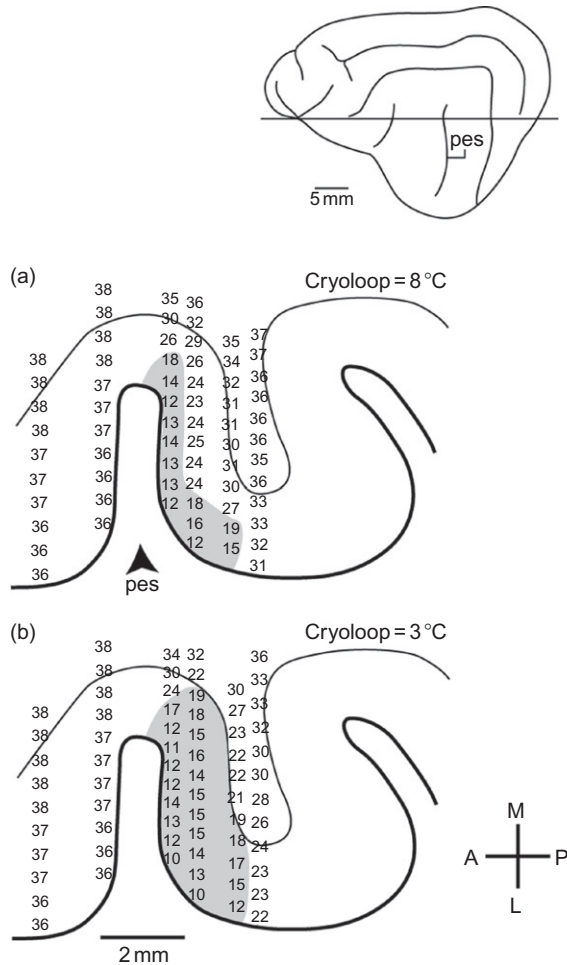 pes
5 mm
(a)
Cryoloop = 8 °C
38
35 36
38 30 32
38 26 29 35 37
38 38 18 26 34 37
38 37 14 24 32 36
38 37 12 23 31 36
38 37 13 24 31 36
37 36 14 25 30 36
37 36 13 24 31 35
37 36 13 24 30 36
36 36 12 18 27 33
36 16 19 33
36 12 15 32
31
pes
(b)
Cryoloop = 3 °C
38 34 32 36
38 30 22 33
38 24 19 30 33
38 38 17 18 27 32
38 37 12 15 23 30
38 37 11 16 22 30
38 37 12 14 22 28
38 37 12 15 21 26
37 36 14 15 19 24
37 36 13 15 18 23
37 36 12 14 17 23
36 10 13 15 22
36 10 12
M
A P
L
2 mm